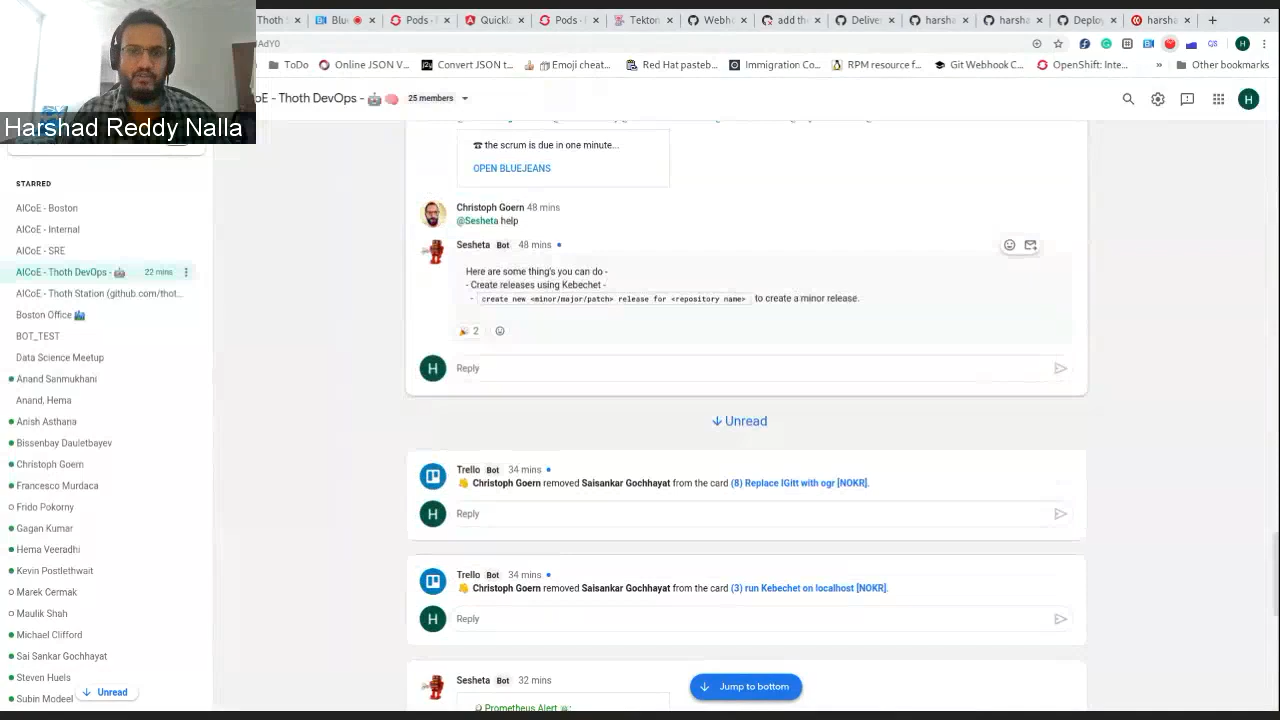 Thoth S
Blu
Pods -
Quickl
Pods -
Tekton
Webh
add th
Deliver
harsha
harsha
Deploy
harsha
AdY0
ToDo
Online JSON V...
Convert JSON t...
Emoji cheat...
Red Hat pasteb...
Immigration Co...
RPM resource f...
Git Webhook C...
OpenShift: Inte...
Other bookmarks
Harshad Reddy Nalla
oE - Thoth DevOps - 25 members
STARRED
AICoE - Boston
AICoE - Internal
AICoE - SRE
AICoE - Thoth DevOps - 22 mins
AICoE - Thoth Station (github.com/thot...
Boston Office
BOT_TEST
Data Science Meetup
Anand Sanmukhani
Anand, Hema
Anish Asthana
Bissenbay Dauletbayev
Christoph Goern
Francesco Murdaca
Frido Pokorny
Gagan Kumar
Hema Veeradhi
Kevin Postlethwait
Marek Cermak
Maulik Shah
Michael Clifford
Sai Sankar Gochhayat
Steven Huels
Subin Modeel
Unread
the scrum is due in one minute...
OPEN BLUEJEANS
Christoph Goern 48 mins
@Sesheta help
Sesheta Bot 48 mins
Here are some thing's you can do -
- Create releases using Kebechet -
- create new <minor/major/patch> release for <repository name> to create a minor release.
2
H Reply
Unread
Trello Bot 34 mins
Christoph Goern removed Saisankar Gochhayat from the card (8) Replace IGitt with ogr [NOKR].
H Reply
Trello Bot 34 mins
Christoph Goern removed Saisankar Gochhayat from the card (3) run Kebechet on localhost [NOKR].
H Reply
Sesheta Bot 32 mins
Prometheus Alert
Jump to bottom